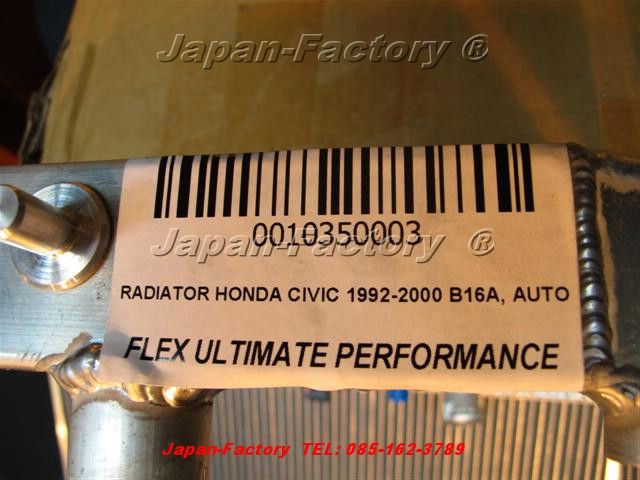 Japan-Factory ®
0010350003
Japan-Factory ®
RADIATOR HONDA CIVIC 1992-2000 B16A, AUTO
FLEX ULTIMATE PERFORMANCE
Japan-Factory TEL: 085-162-3789